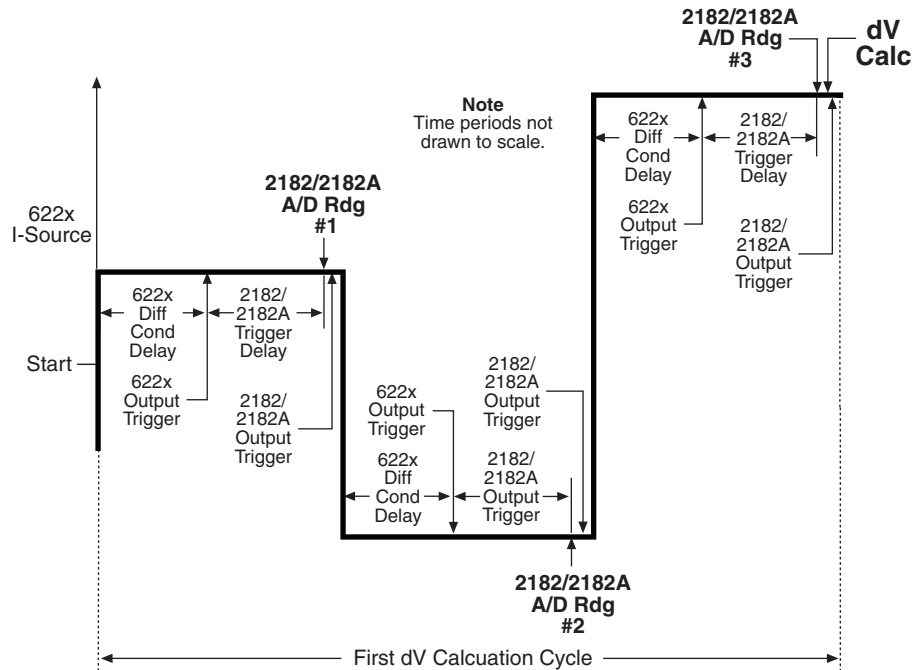 2182/2182A
A/D Rdg
#3
dV
Calc
Note
Time periods not
drawn to scale.
622x
Diff
Cond
Delay
2182/
2182A
Trigger
Delay
622x
Output
Trigger
2182/
2182A
Output
Trigger
2182/2182A
A/D Rdg
#1
622x
I-Source
622x
Diff
Cond
Delay
2182/
2182A
Trigger
Delay
Start
622x
Output
Trigger
2182/
2182A
Output
Trigger
622x
Output
Trigger
2182/
2182A
Output
Trigger
622x
Diff
Cond
Delay
2182/
2182A
Output
Trigger
2182/2182A
A/D Rdg
#2
First dV Calcuation Cycle